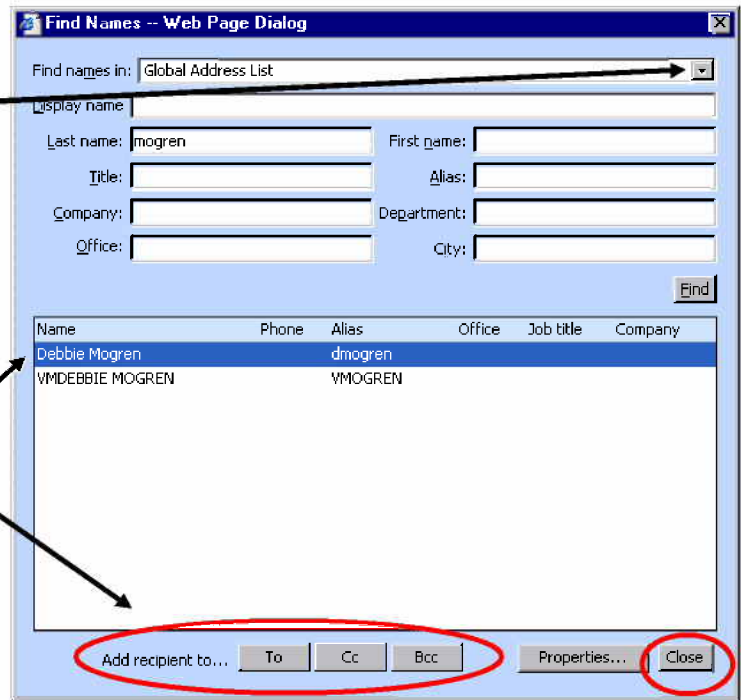 Find Names -- Web Page Dialog
Find names in: Global Address List
Display name
Last name: mogren First name:
Title: Alias:
Company: Department:
Office: City:
Find
Name Phone Alias Office Job title Company
Debbie Mogren dmogren
VMDEBBIE MOGREN VMOGREN
Add recipient to... To Cc Bcc Properties... Close